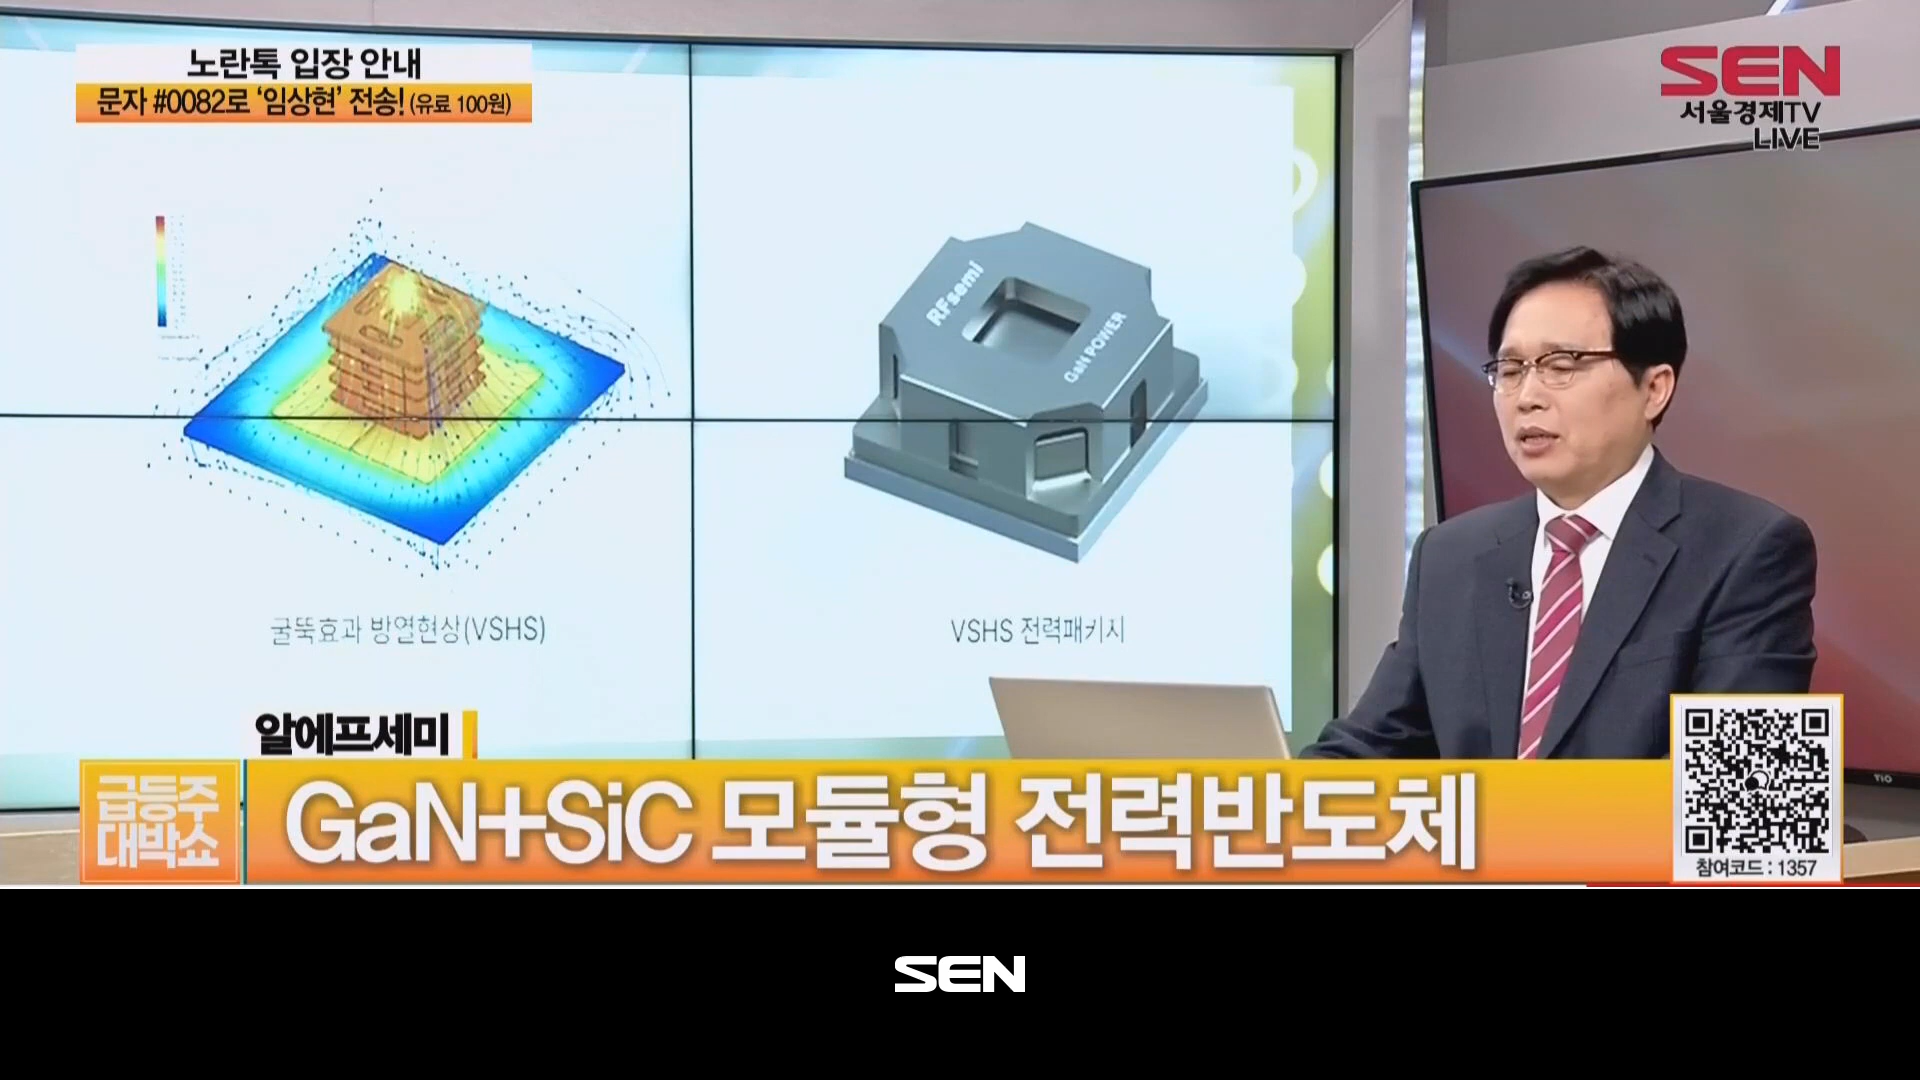 노란톡 입장 안내
문자 #0082로 '임상현' 전송! (유료 100원)
SEN
서울경제TV
LIVE
RFsemi
GaN POWER
굴뚝효과 방열현상(VSHS)
VSHS 전력패키지
알에프세미
급등주
대박쇼
GaN+SiC 모듈형 전력반도체
참여코드 : 1357
SEN